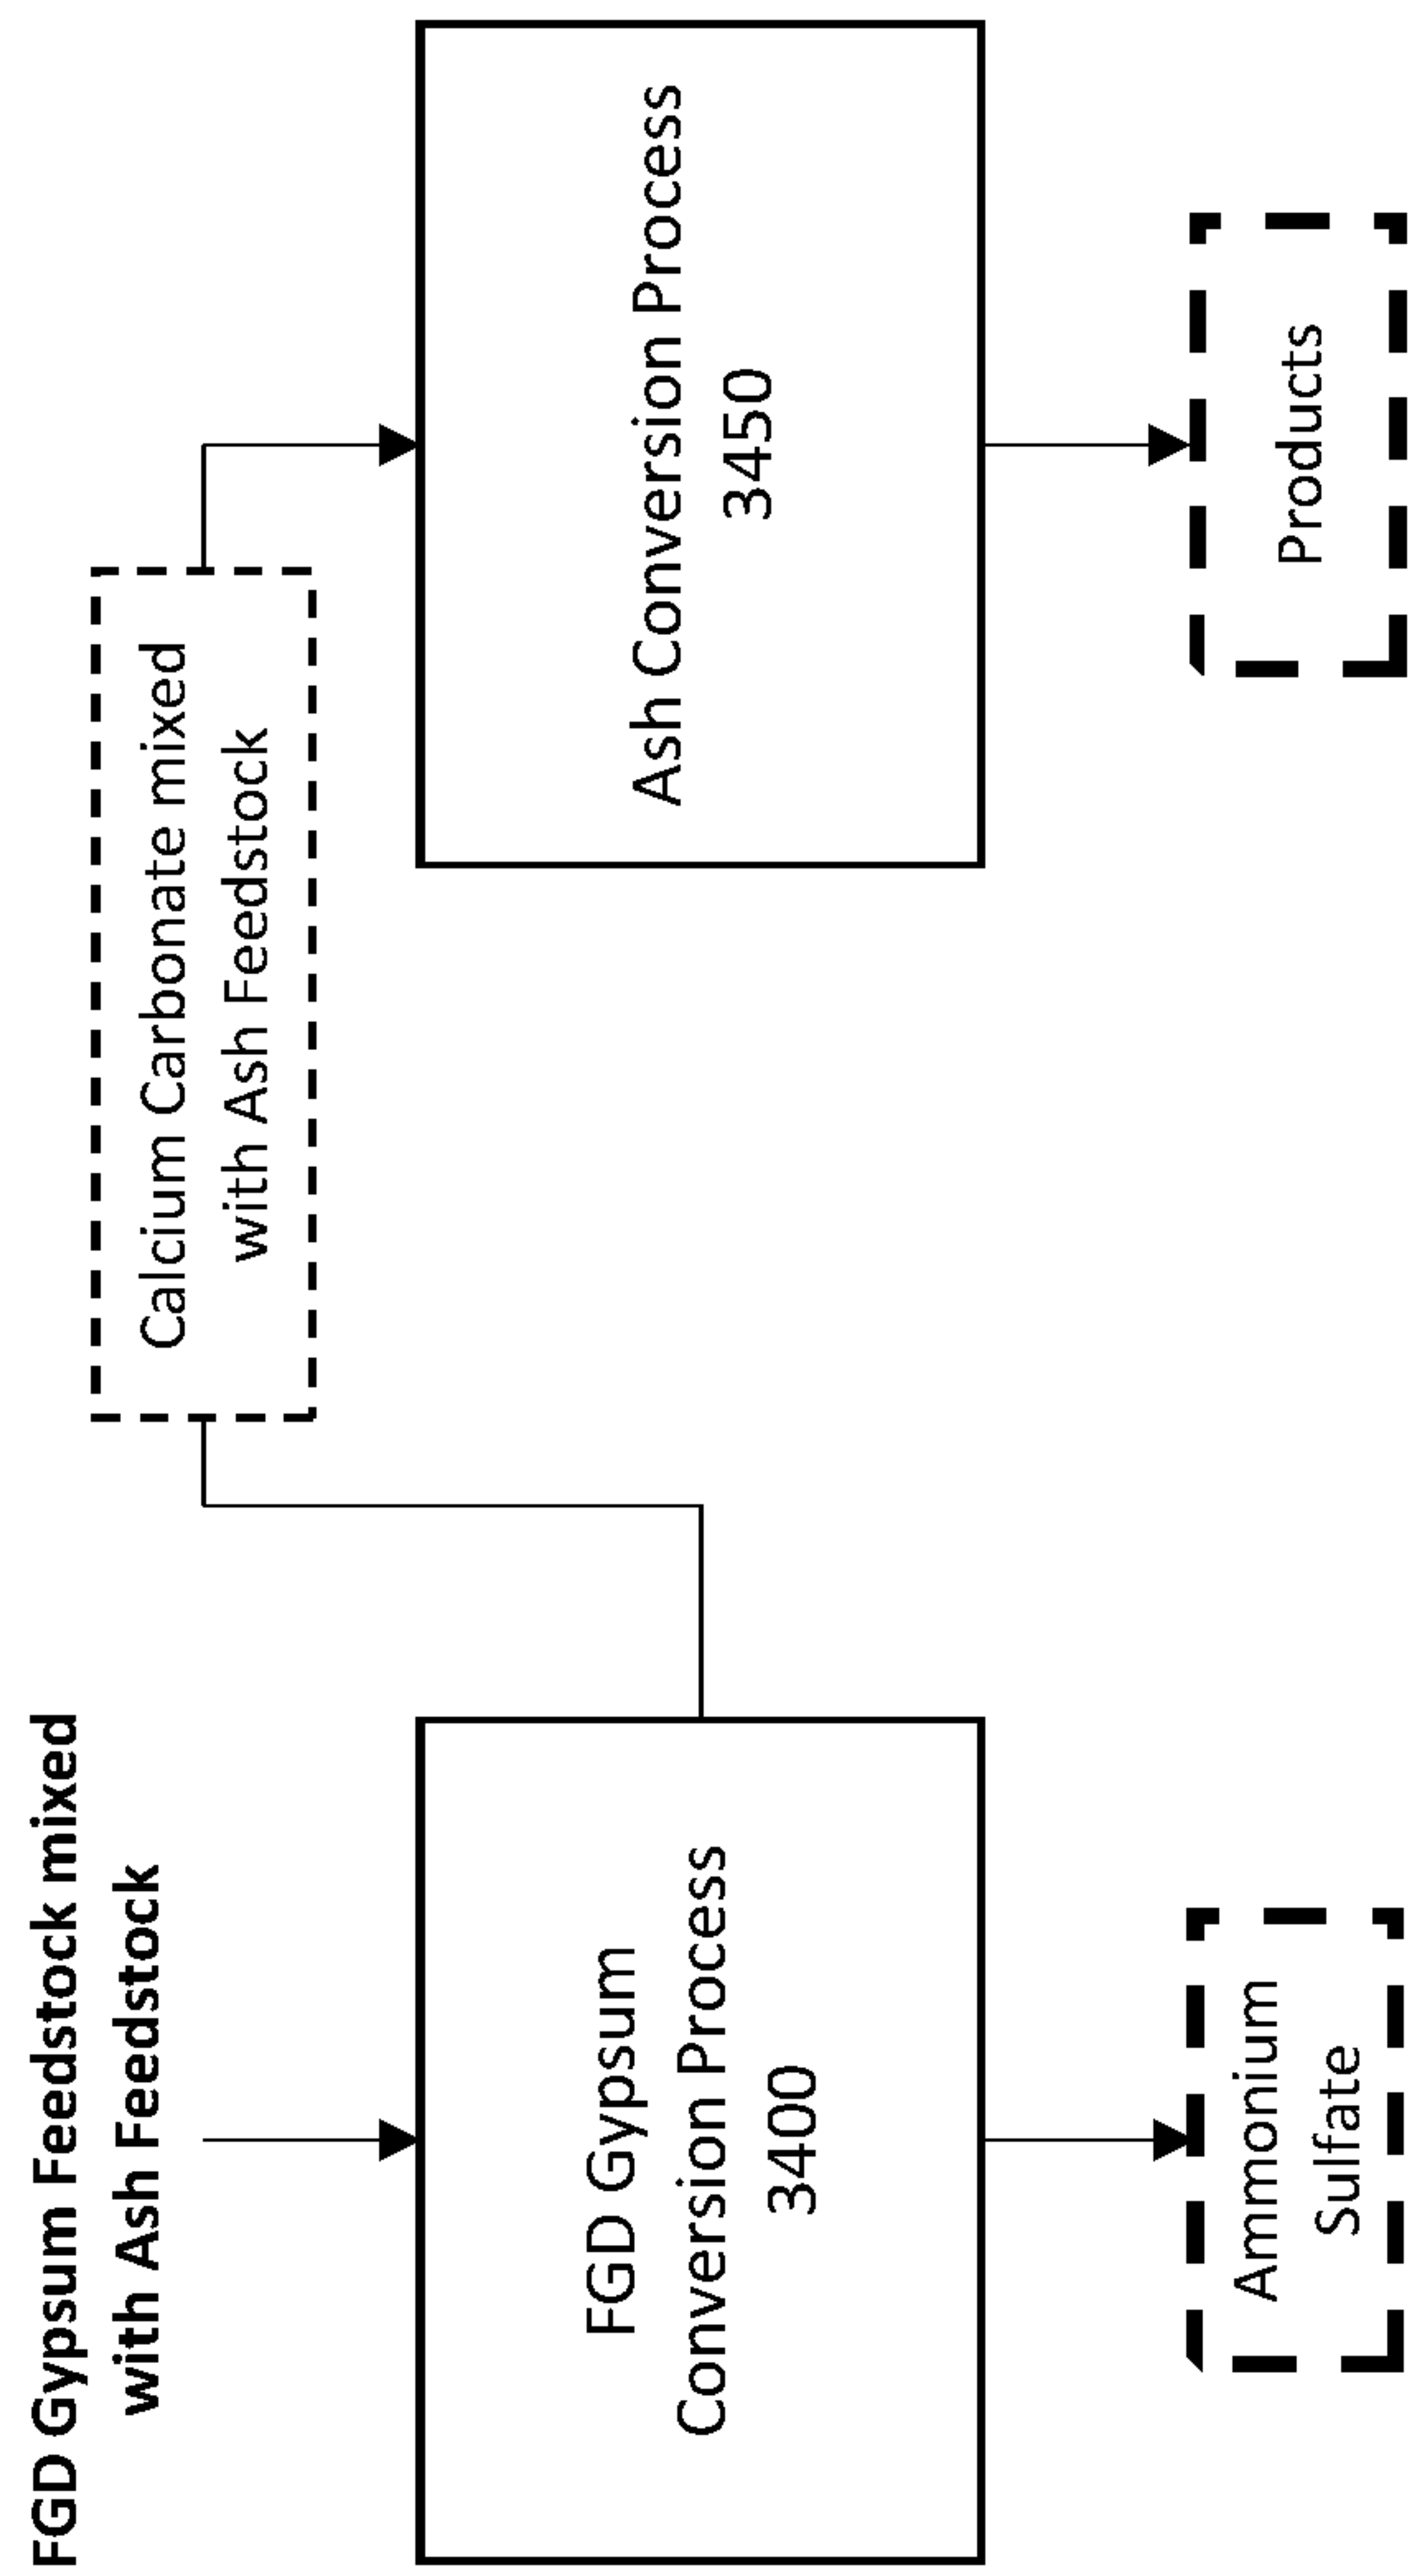 FGD Gypsum Feedstock mixed
with Ash Feedstock
FGD Gypsum
Conversion Process
3400
Ammonium
Sulfate
Calcium Carbonate mixed
with Ash Feedstock
Ash Conversion Process
3450
Products